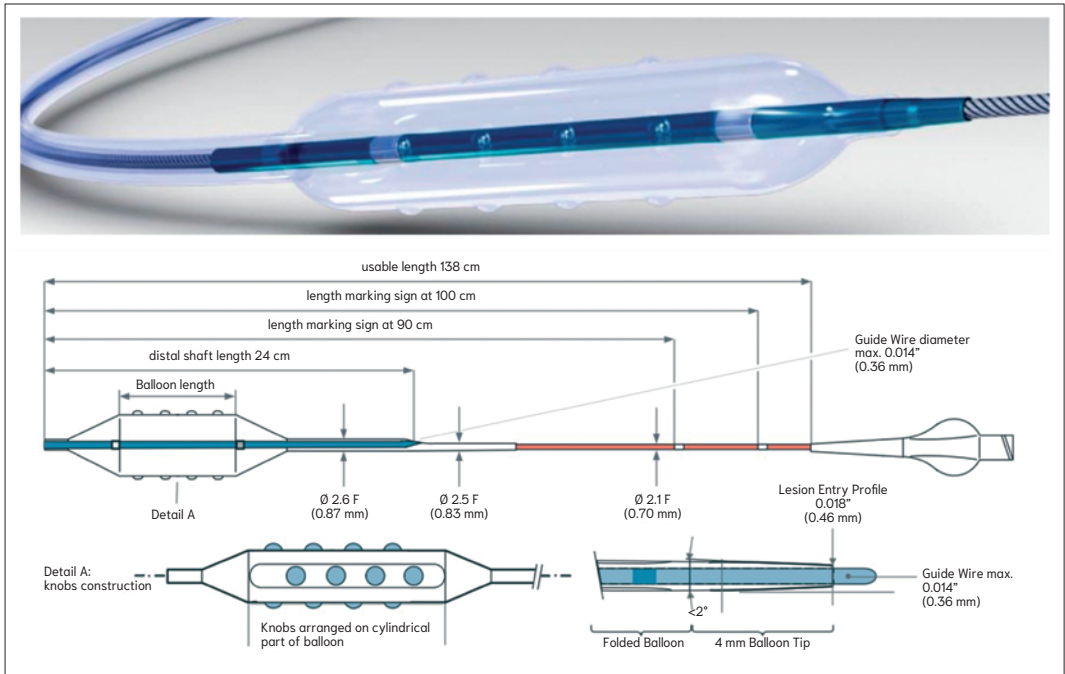 usable length 138 cm
length marking sign at 100 cm
length marking sign at 90 cm
distal shaft length 24 cm
Balloon length
Guide Wire diameter
max. 0.014”
(0.36 mm)
Detail A
Ø 2.6 F
(0.87 mm)
Ø 2.5 F
(0.83 mm)
Ø 2.1 F
(0.70 mm)
Lesion Entry Profile
0.018”
(0.46 mm)
Detail A:
knobs construction
Knobs arranged on cylindrical
part of balloon
<2°
Folded Balloon
4 mm Balloon Tip
Guide Wire max.
0.014”
(0.36 mm)